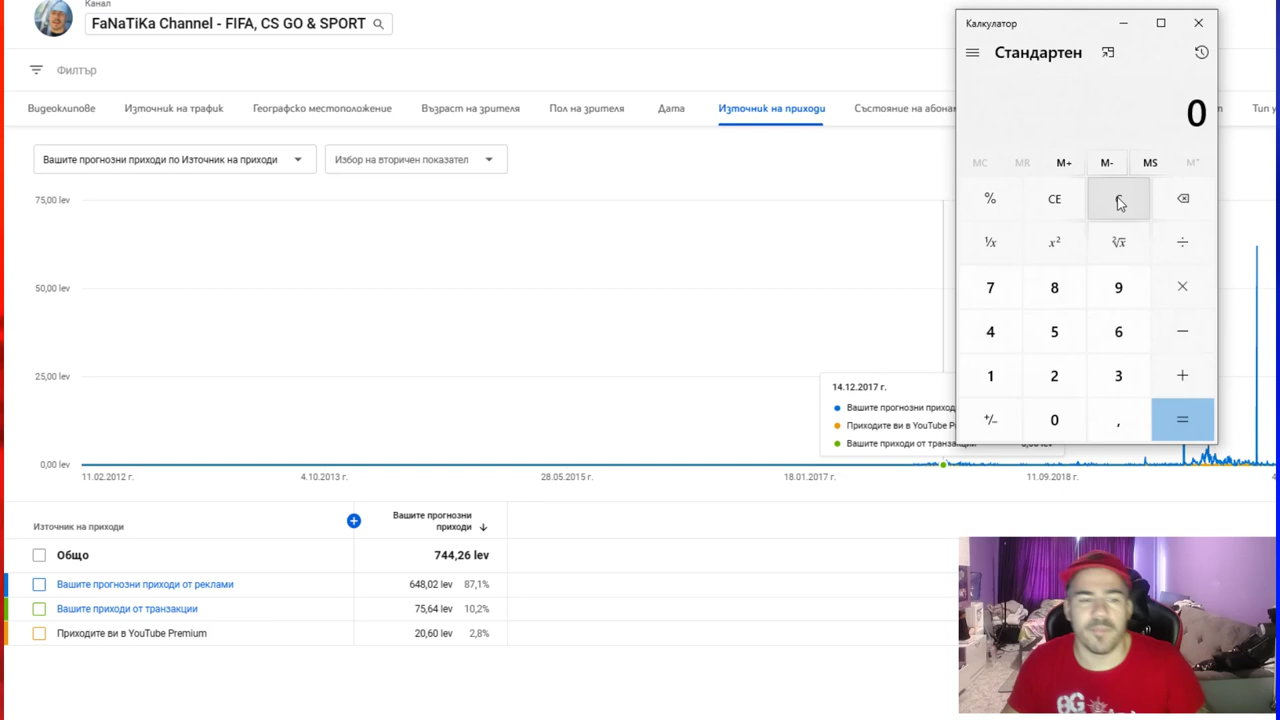 Канал
FaNaTiKa Channel - FIFA, CS GO & SPORT
Филтър
Видеоклипове Източник на трафик Географско местоположение Възраст на зрителя Пол на зрителя Дата Източник на приходи Състояние на Тип
Вашите прогнозни приходи по Източник на приходи
Избор на вторичен показател
75,00 lev
50,00 lev
25,00 lev
0,00 lev
14.12.2017 г.
Вашите прогнозни
Приходите ви в YouTube
Вашите приходи от
11.02.2012 г. 4.10.2013 г. 28.05.2015 г. 18.01.2017 г. 11.09.2018 г.
Източник на приходи
Вашите прогнозни
приходи
Общо 744,26 lev
Вашите прогнозни приходи от реклами 648,02 lev 87,1%
Вашите приходи от транзакции 75,64 lev 10,2%
Приходите ви в YouTube Premium 20,60 lev 2,8%
Калкулатор
Стандартен
0
MC MR M+ M- MS
% CE
1/x x² ²√x ÷
7 8 9 ×
4 5 6 −
1 2 3 +
+/− 0 , =